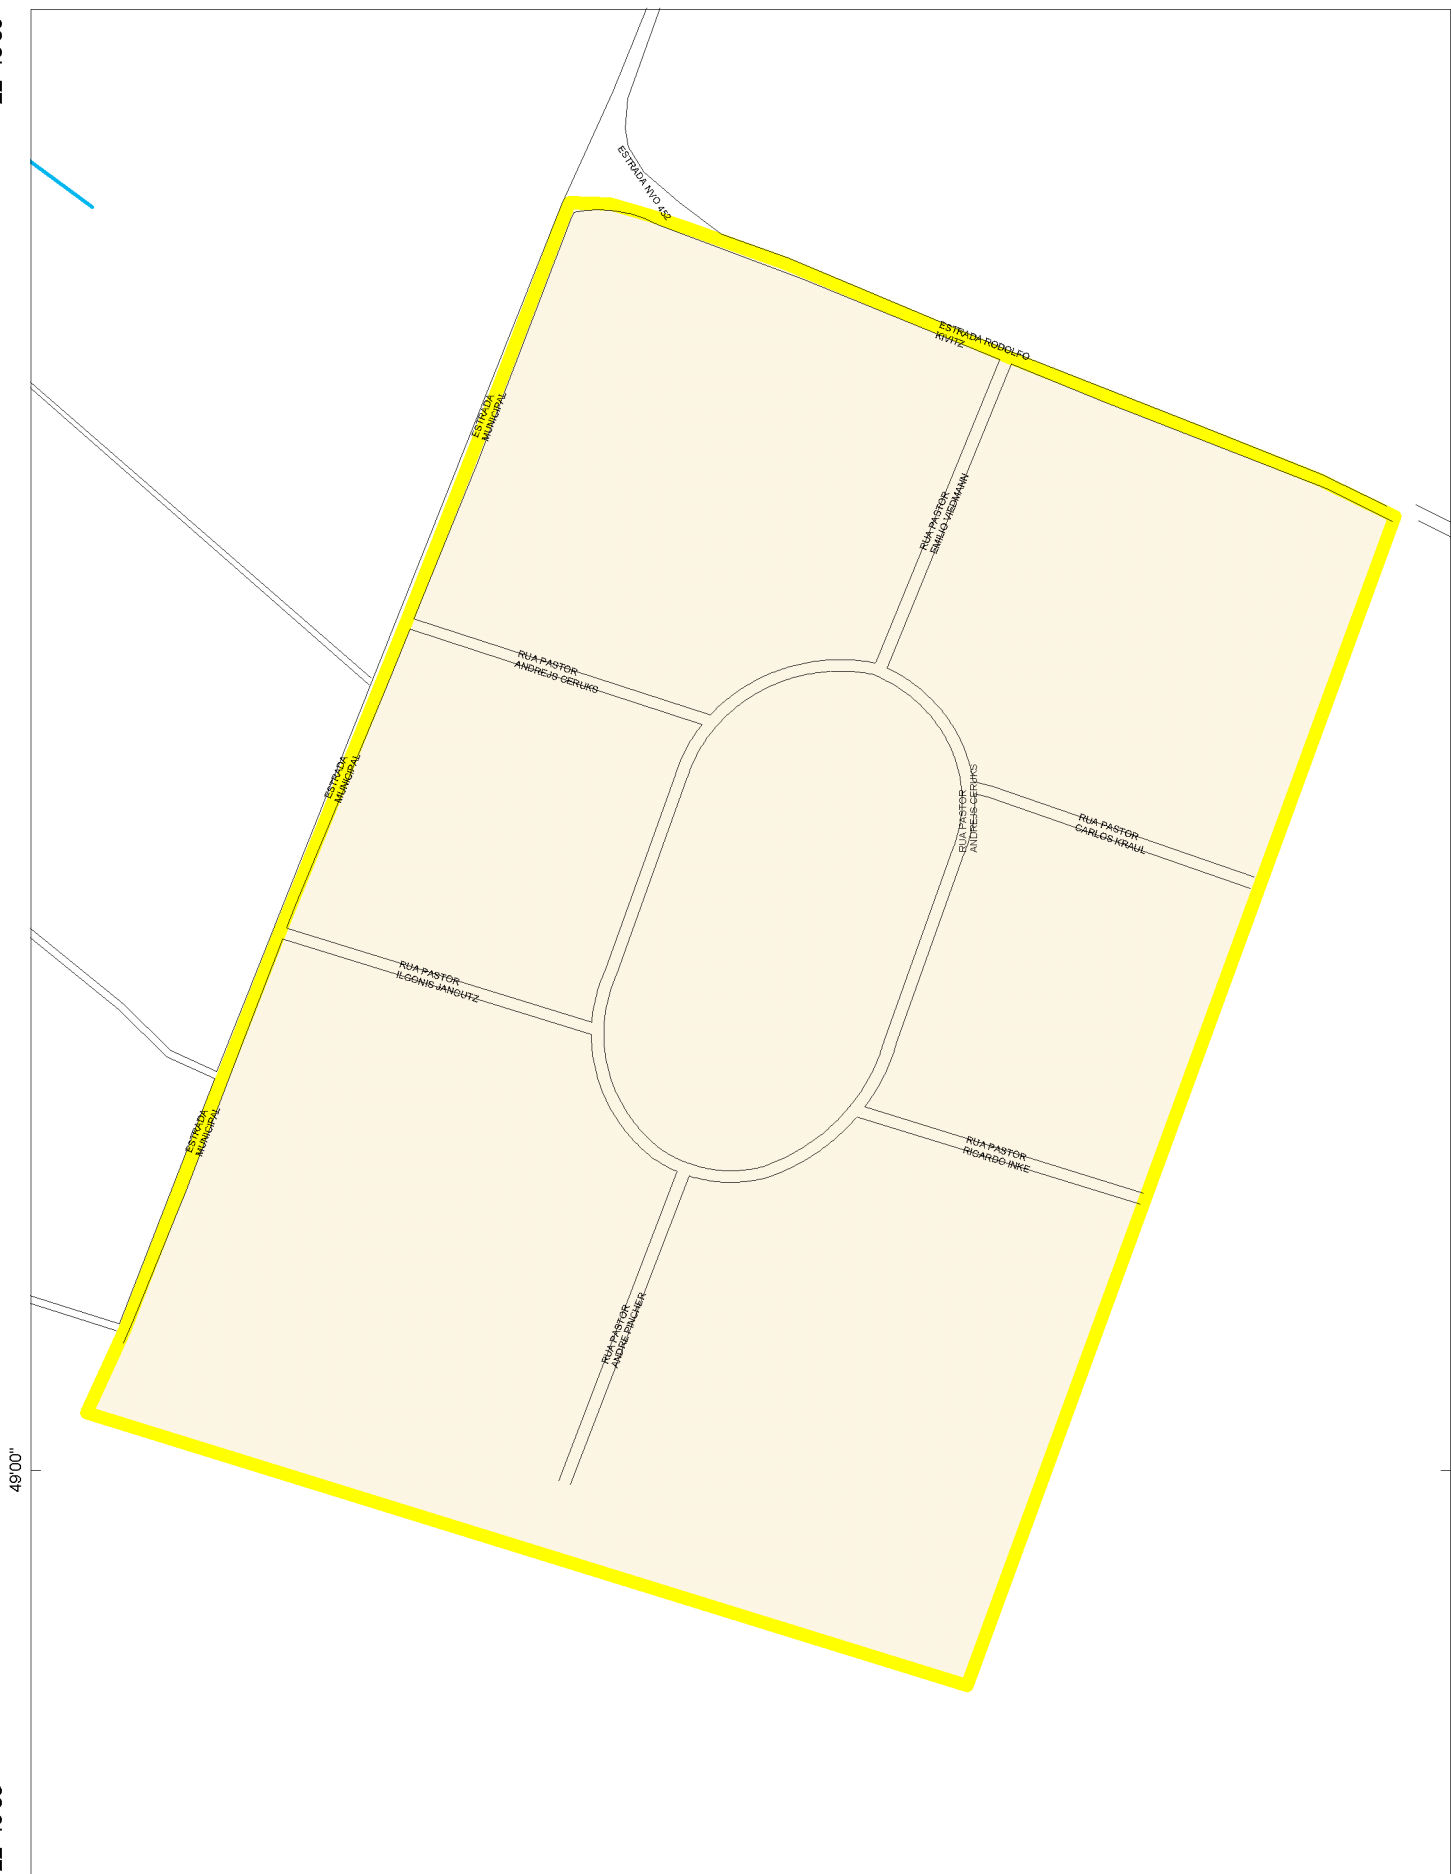 ESTRADA NVO 452
ESTRADA RODOLFO
KIVITZ
ESTRADA
MUNICIPAL
RUA PASTOR
EMILIO VIEDMANN
RUA PASTOR
ANDREJS CERUKS
ESTRADA
MUNICIPAL
RUA PASTOR
ANDREJS CERUKS
RUA PASTOR
CARLOS KRAUL
RUA PASTOR
ILGONIS JANCUTZ
ESTRADA
MUNICIPAL
RUA PASTOR
RICARDO INKE
RUA PASTOR
ANDRE PINCHER
49'00"